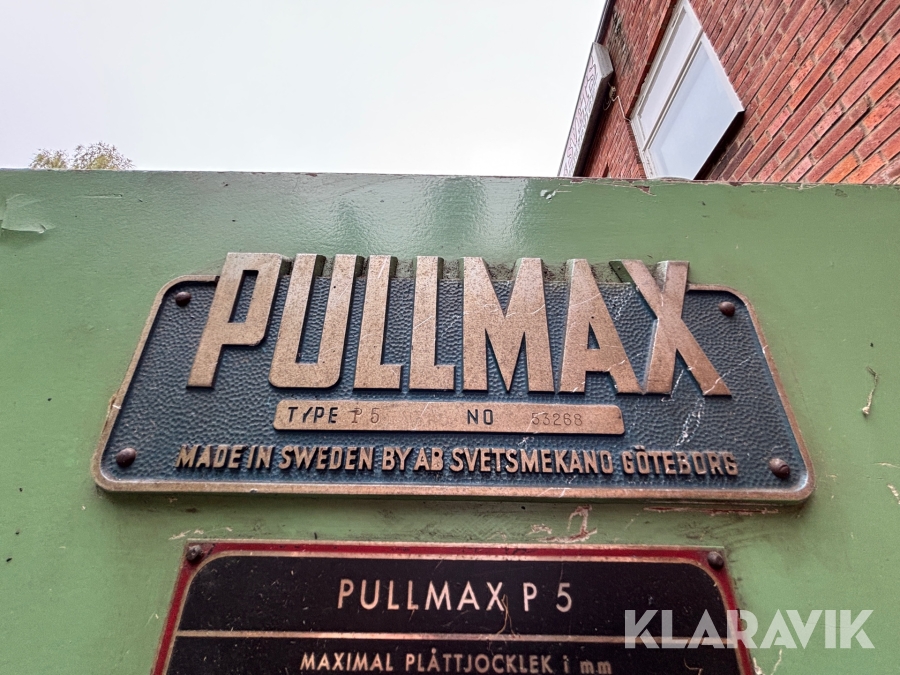 PULLMAX
TYPE P 5 NO 53268
MADE IN SWEDEN BY AB SVETSMEKANO GÖTEBORG
PULLMAX P 5
MAXIMAL PLÅTTJOCKLEK i mm
KLARAVIK